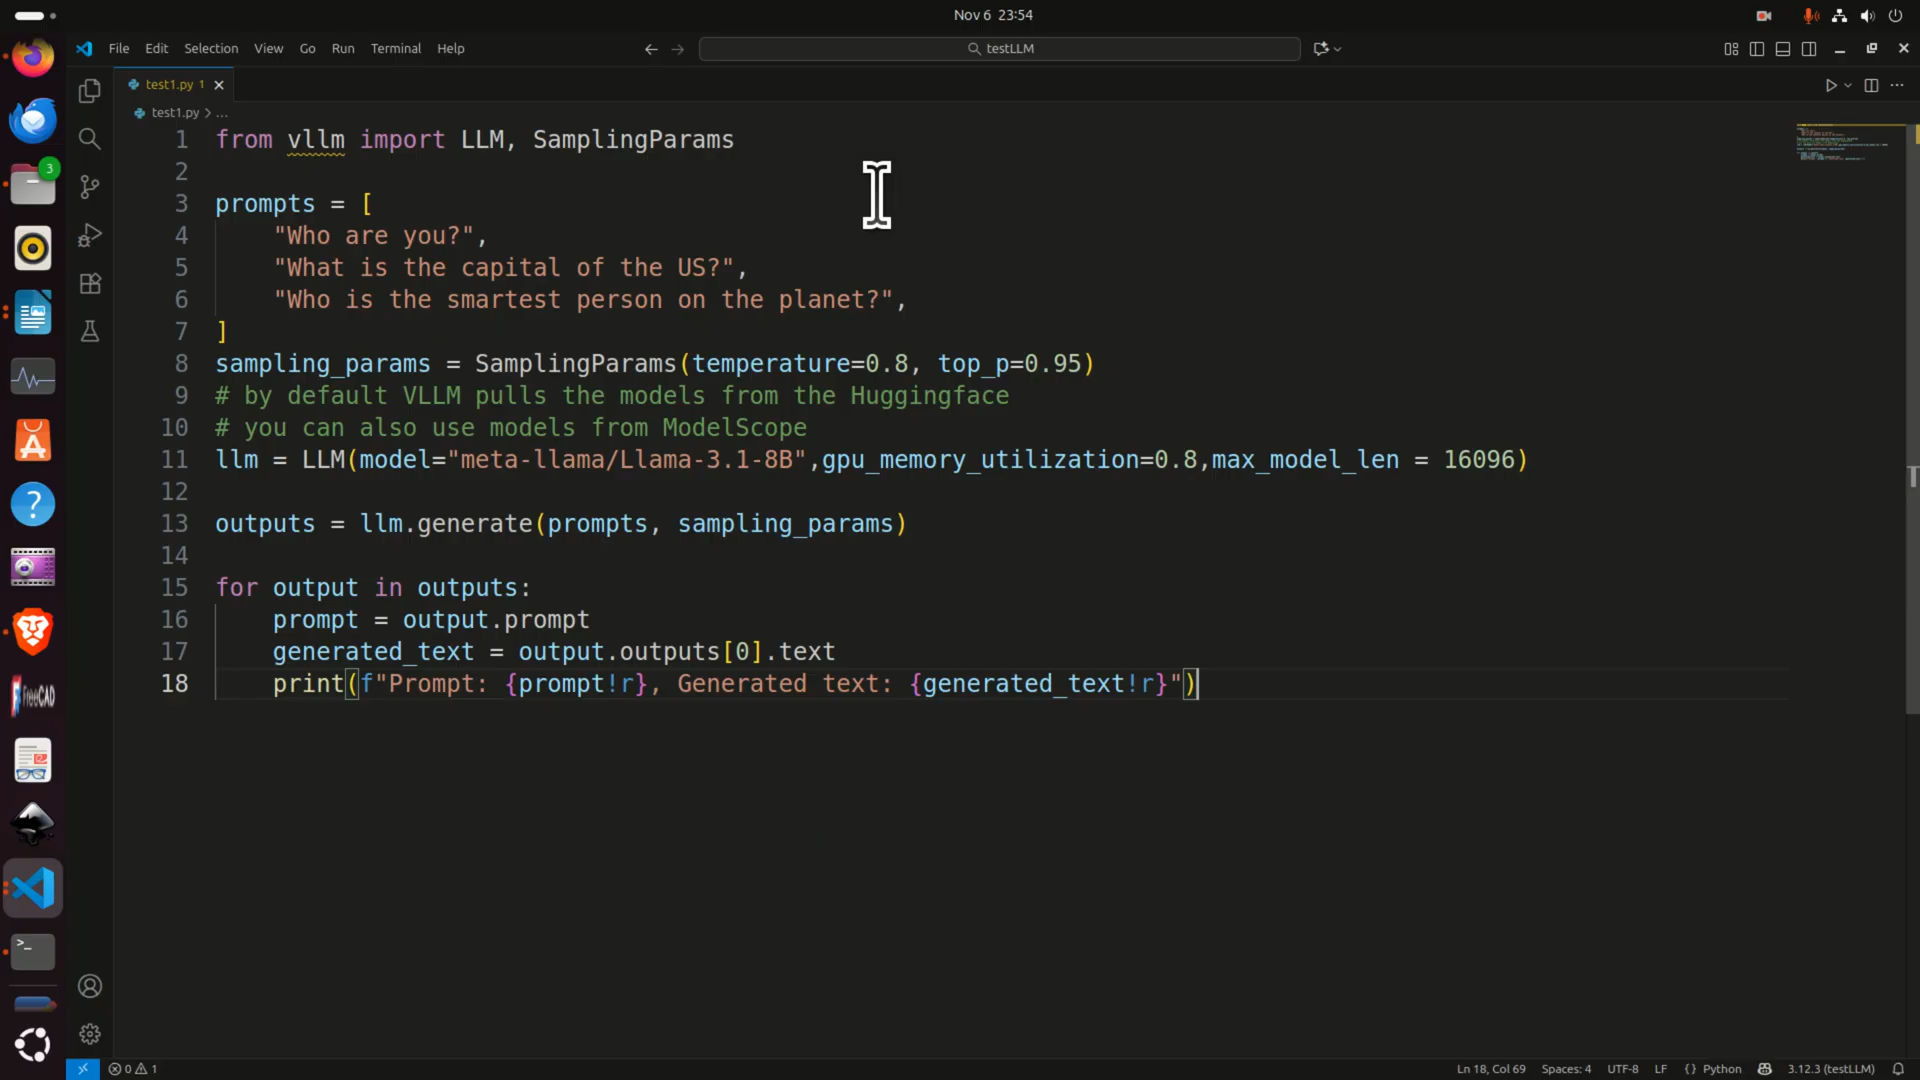 Nov 6 23:54
File Edit Selection View Go Run Terminal Help
testLLM
test1.py 1
test1.py > ...
1 from vllm import LLM, SamplingParams
2
3 prompts = [
4     "Who are you?",
5     "What is the capital of the US?",
6     "Who is the smartest person on the planet?",
7 ]
8 sampling_params = SamplingParams(temperature=0.8, top_p=0.95)
9 # by default VLLM pulls the models from the Huggingface
10 # you can also use models from ModelScope
11 llm = LLM(model="meta-llama/Llama-3.1-8B",gpu_memory_utilization=0.8,max_model_len = 16096)
12
13 outputs = llm.generate(prompts, sampling_params)
14
15 for output in outputs:
16     prompt = output.prompt
17     generated_text = output.outputs[0].text
18     print(f"Prompt: {prompt!r}, Generated text: {generated_text!r}")
3
FreeCAD
0 1 Ln 18, Col 69 Spaces: 4 UTF-8 LF {} Python 3.12.3 (testLLM)